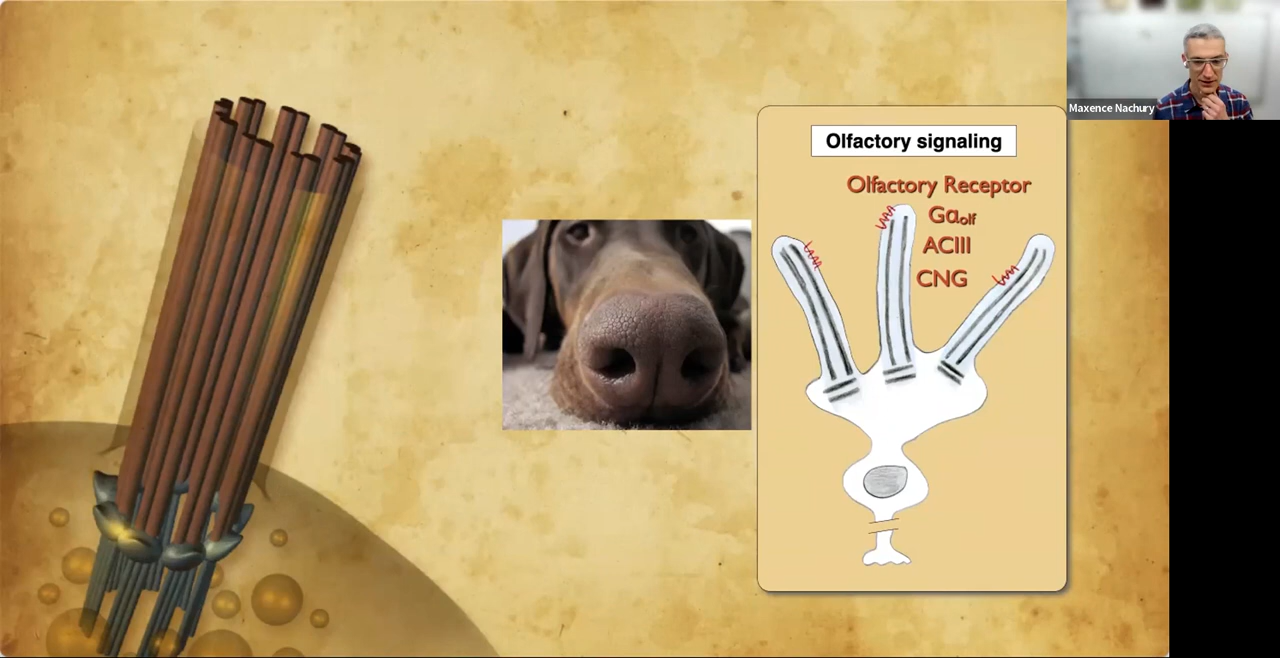 Maxence Nachury
Olfactory signaling
Olfactory Receptor
Gαolf
ACIII
CNG